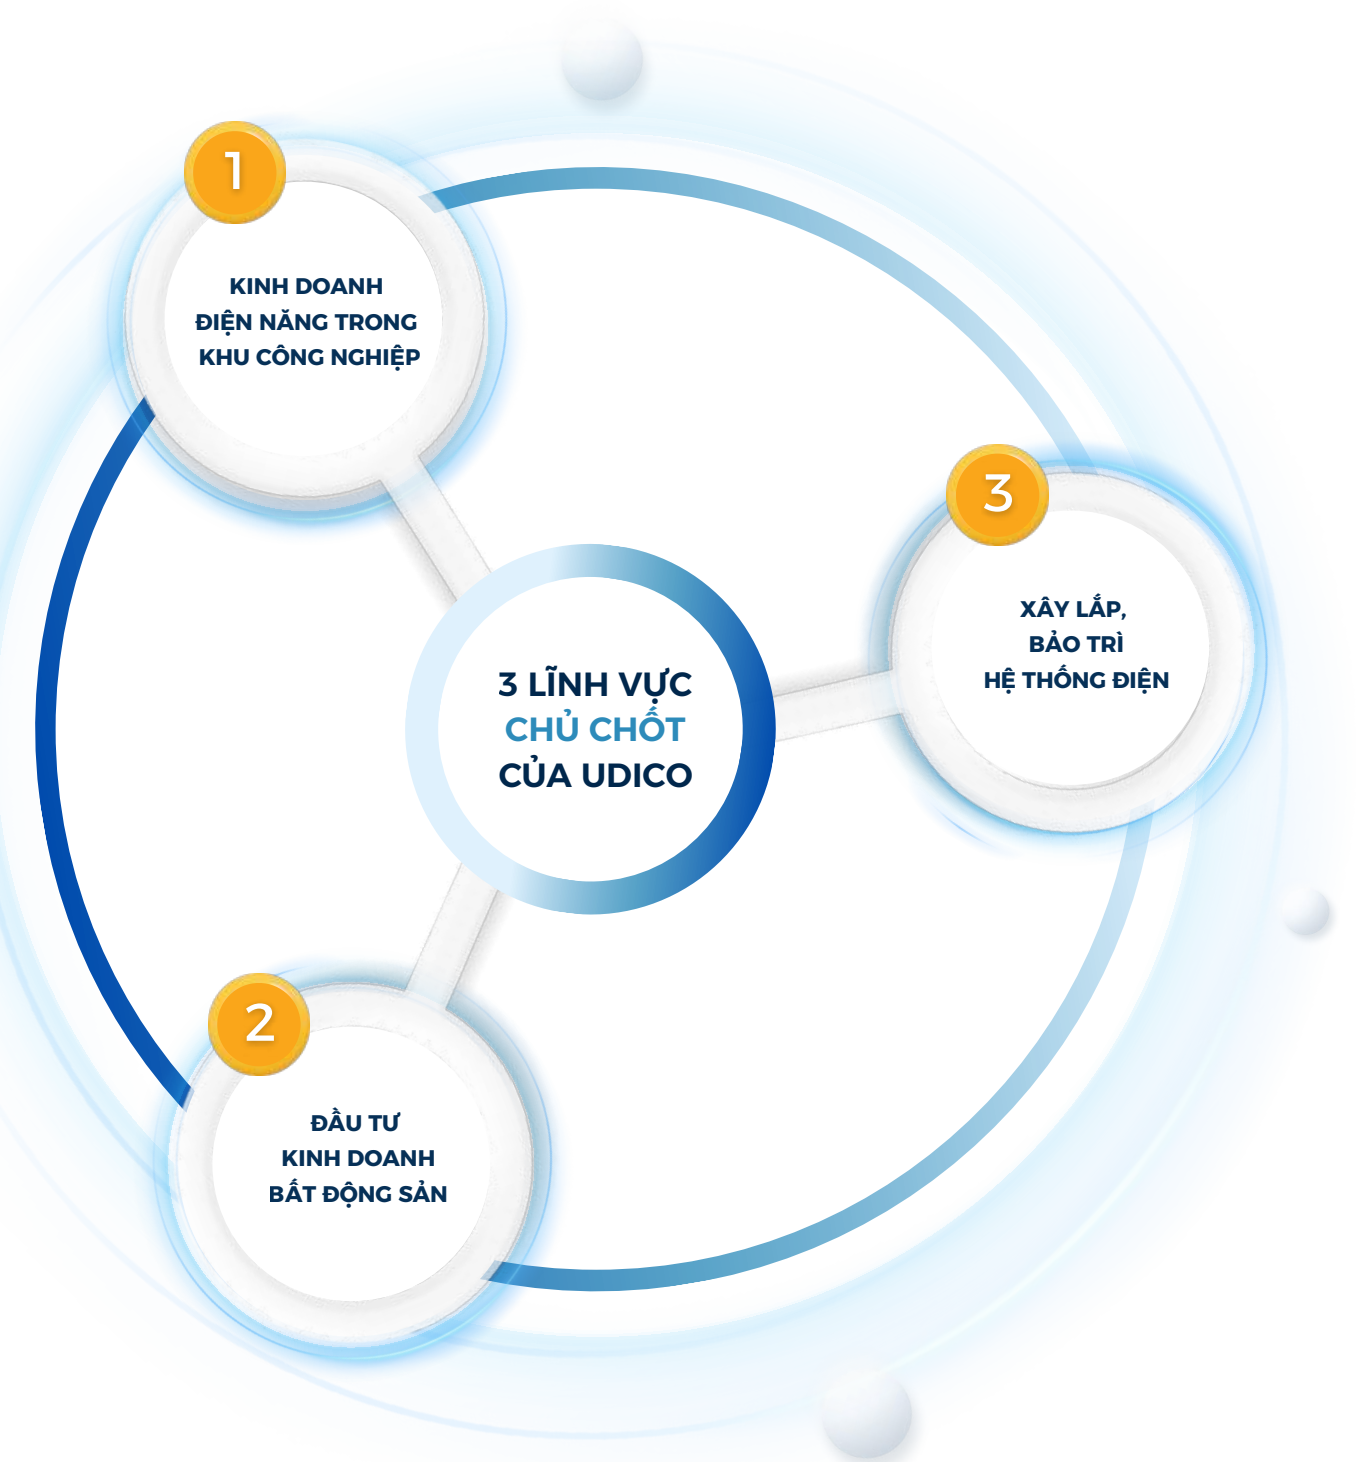 1
KINH DOANH
ĐIỆN NĂNG TRONG
KHU CÔNG NGHIỆP
3
XÂY LẮP,
BẢO TRÌ
HỆ THỐNG ĐIỆN
3 LĨNH VỰC
CHỦ CHỐT
CỦA UDICO
2
ĐẦU TƯ
KINH DOANH
BẤT ĐỘNG SẢN